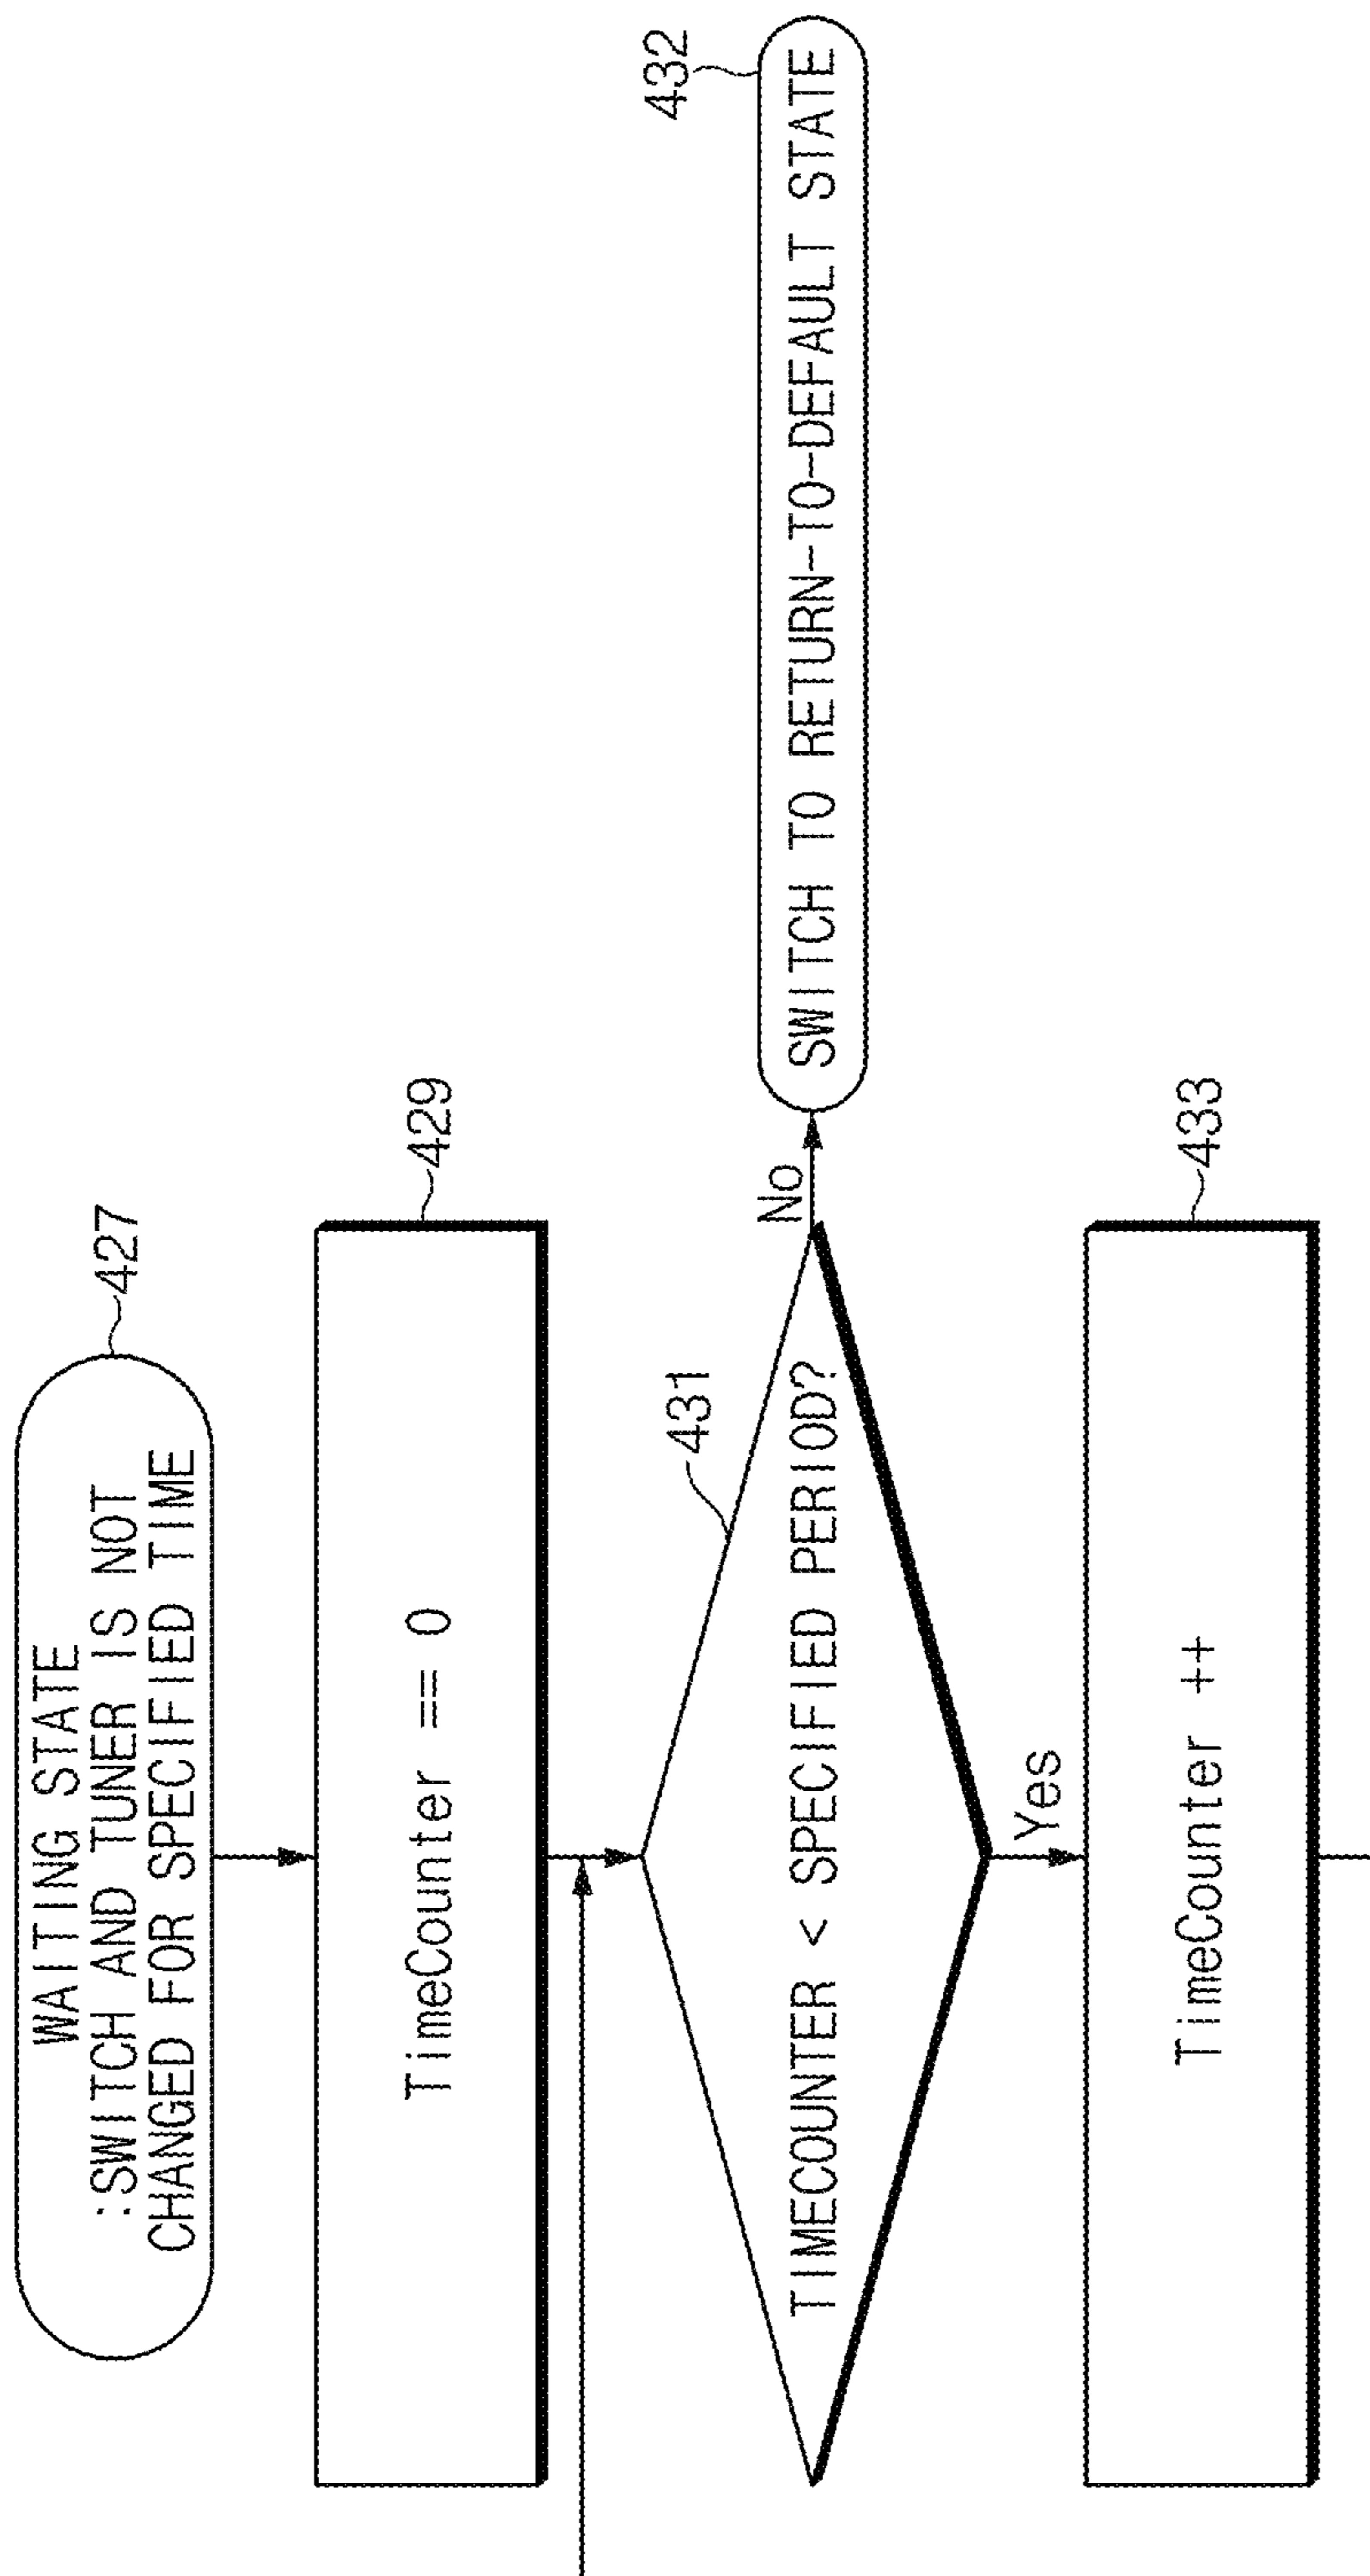 WAITING STATE
:SWITCH AND TUNER IS NOT
CHANGED FOR SPECIFIED TIME
427
TimeCounter == 0
429
431
TIMECOUNTER < SPECIFIED PERIOD?
No
SWITCH TO RETURN-TO-DEFAULT STATE
432
Yes
TimeCounter ++
433